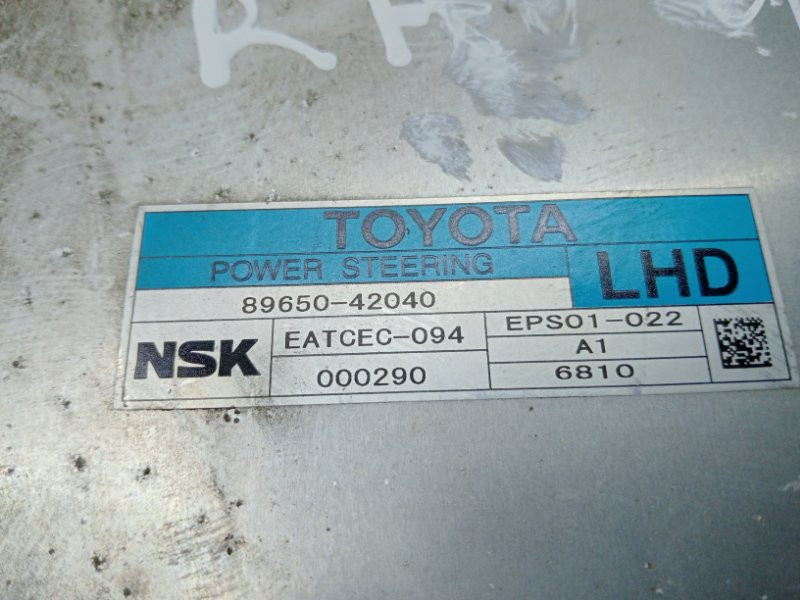 TOYOTA
POWER STEERING
LHD
89650-42040
NSK
EATCEC-094
EPS01-022
A1
000290
6810